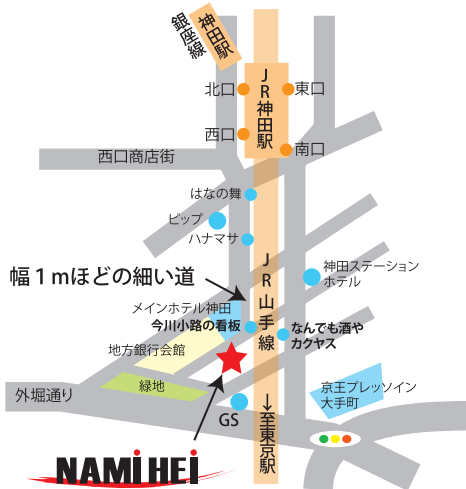 銀座線
神田駅
JR神田駅
北口
東口
西口
南口
西口商店街
はなの舞
ピップ
ハナマサ
幅1mほどの細い道
JR山手線
神田ステーション
ホテル
メインホテル神田
今川小路の看板
なんでも酒や
カクヤス
地方銀行会館
緑地
外堀通り
京王プレッソイン
大手町
GS
↓至東京駅
NAMIHEI